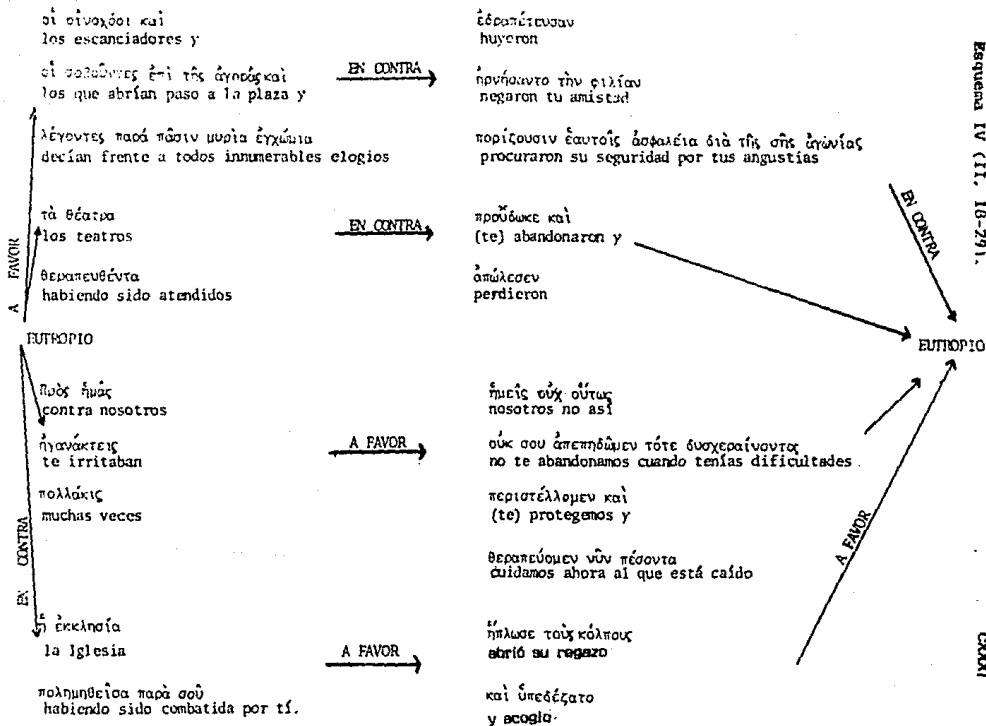 Esquema IV (II, 18-29).
CXXXI
οἱ οἰνοχόοι καὶ
los escanciadores y
οἱ σοβοῦντες ἐπὶ τῆς ἀγορᾶς καὶ
los que abrían paso a la plaza y
λέγοντες παρά πᾶσιν μυρία ἐγχώμια
decían frente a todos innumerables elogios
EN CONTRA
ἐδραπέτευσαν
huyeron
ἠρνήσαντο τὴν φιλίαν
negaron tu amistad
πορίζουσιν ἑαυτοῖς ἀσφαλεία διὰ τῆς σῆς ἀγωνίας
procuraron su seguridad por tus angustias
EN CONTRA
τὰ θέατρα
los teatros
θεραπευθέντα
habiendo sido atendidos
EN CONTRA
προὔδωκε καὶ
(te) abandonaron y
ἀπώλεσεν
perdieron
A FAVOR
EUTROPIO
EUTROPIO
Πρὸς ἡμάς
contra nosotros
ἠγανάκτεις
te irritaban
πολλάκις
muchas veces
A FAVOR
ἡμεῖς οὐχ οὕτως
nosotros no así
οὐκ σου ἀπεπηδῶμεν τότε δυσχεραίνοντος
no te abandonamos cuando tenías dificultades
περιστέλλομεν καὶ
(te) protegemos y
θεραπεύομεν νῦν πέσοντα
cuidamos ahora al que está caído
A FAVOR
EN CONTRA
ἡ ἐκκλησία
la Iglesia
πολημηθεῖσα παρὰ σοῦ
habiendo sido combatida por tí.
A FAVOR
ἥπλωσε τοὺς κόλπους
abrió su regazo
καὶ ὑπεδέζατο
y acogió.